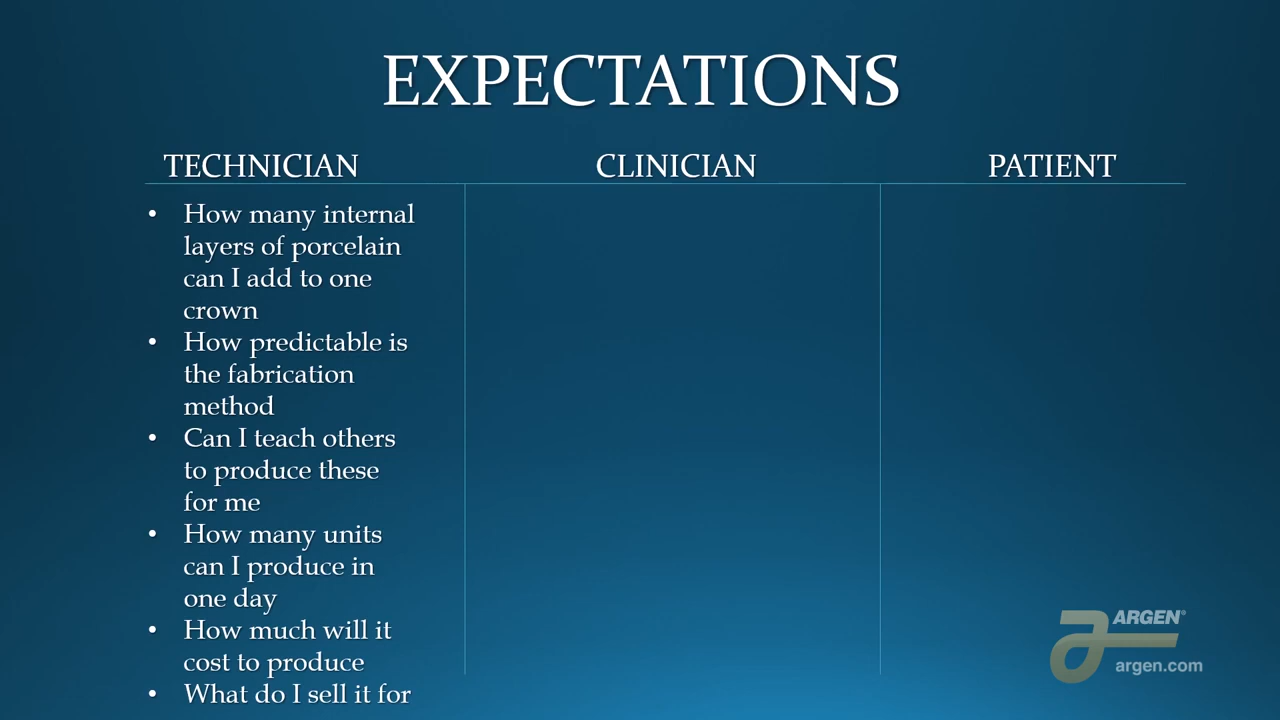 EXPECTATIONS
TECHNICIAN
CLINICIAN
PATIENT
• How many internal
layers of porcelain
can I add to one
crown
• How predictable is
the fabrication
method
• Can I teach others
to produce these
for me
• How many units
can I produce in
one day
• How much will it
cost to produce
• What do I sell it for
ARGEN®
argen.com